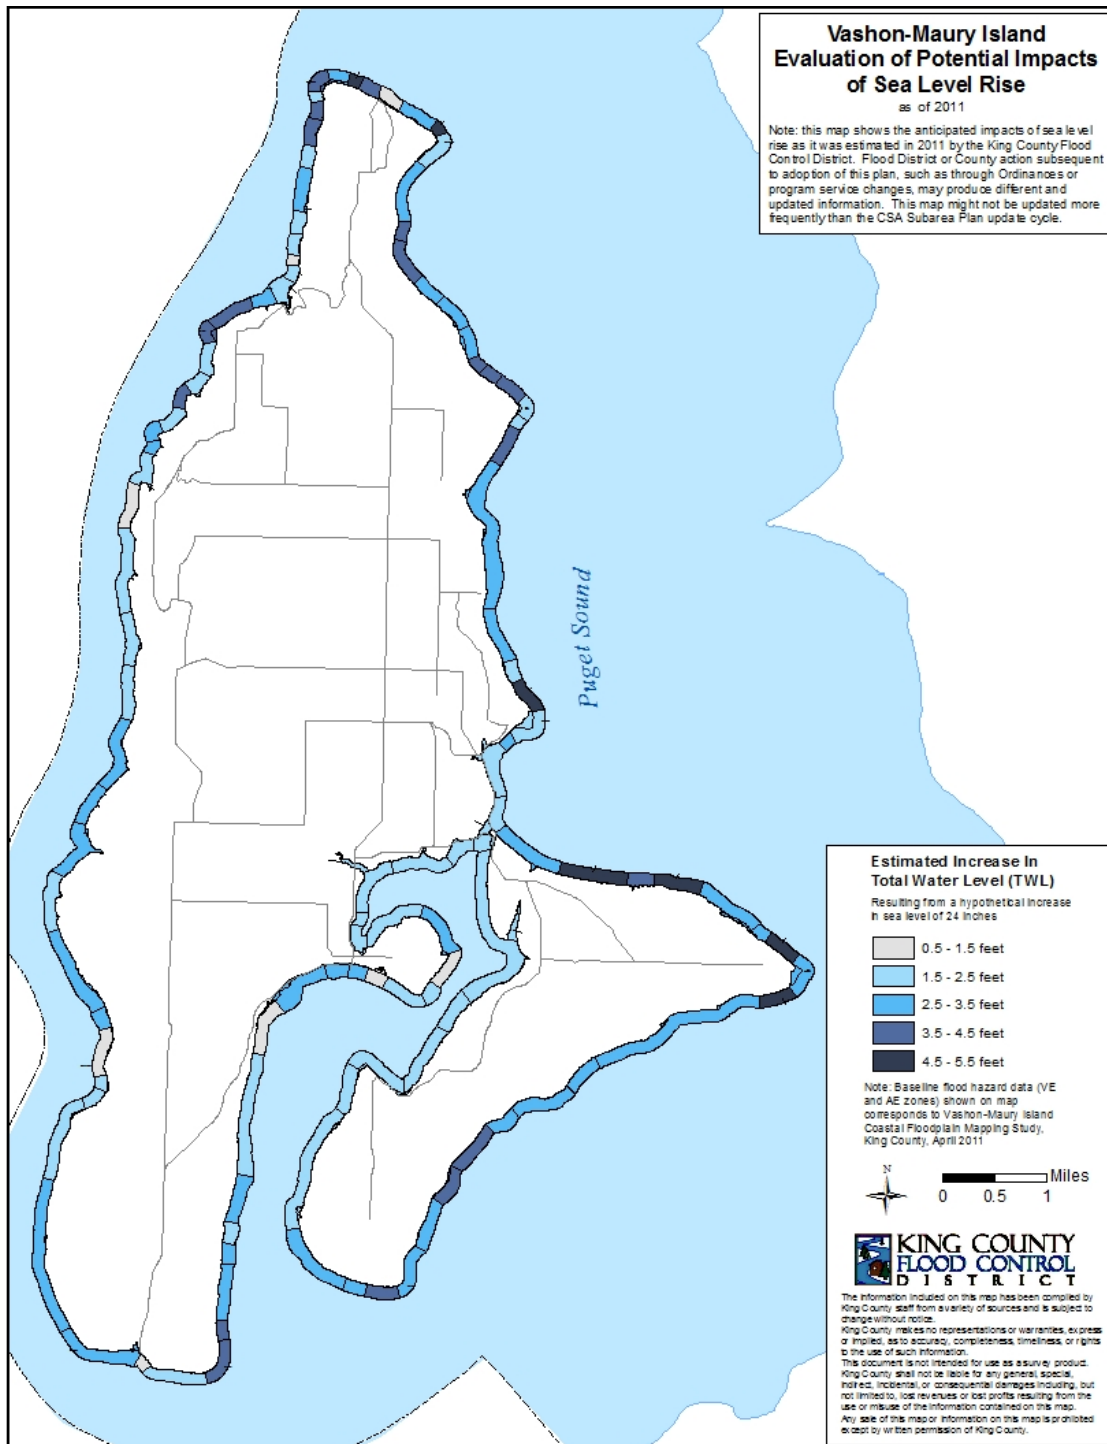 Vashon-Maury Island
Evaluation of Potential Impacts
of Sea Level Rise
as of 2011
Note: this map shows the anticipated impacts of sea level
rise as it was estimated in 2011 by the King County Flood
Control District. Flood District or County action subsequent
to adoption of this plan, such as through Ordinances or
program service changes, may produce different and
updated information. This map might not be updated more
frequently than the CSA Subarea Plan update cycle.
Puget Sound
Estimated Increase In
Total Water Level (TWL)
Resulting from a hypothetical increase
in sea level of 24 inches
0.5 - 1.5 feet
1.5 - 2.5 feet
2.5 - 3.5 feet
3.5 - 4.5 feet
4.5 - 5.5 feet
Note: Baseline flood hazard data (VE
and AE zones) shown on map
corresponds to Vashon-Maury Island
Coastal Floodplain Mapping Study,
King County, April 2011
N
Miles
0 0.5 1
KING COUNTY
FLOOD CONTROL
DISTRICT
The information included on this map has been compiled by
King County staff from a variety of sources and is subject to
change without notice.
King County makes no representations or warranties, express
or implied, as to accuracy, completeness, timeliness, or rights
to the use of such information.
This document is not intended for use as a survey product.
King County shall not be liable for any general, special,
indirect, incidental, or consequential damages including, but
not limited to, lost revenues or lost profits resulting from the
use or misuse of the information contained on this map.
Any sale of this map or information on this map is prohibited
except by written permission of King County.